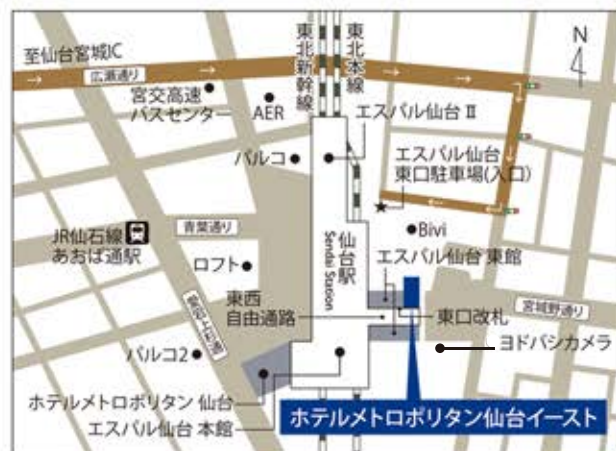 至仙台宮城IC
広瀬通り
東北新幹線
東北本線
N
宮交高速
バスセンター
AER
エスパル仙台Ⅱ
パルコ
エスパル仙台
東口駐車場(入口)
青葉通り
JR仙石線
あおば通駅
Bivi
仙台駅
Sendai Station
ロフト
エスパル仙台 東館
東西
自由通路
東口改札
宮城野通り
パルコ2
ヨドバシカメラ
ホテルメトロポリタン 仙台
エスパル仙台 本館
ホテルメトロポリタン仙台イースト